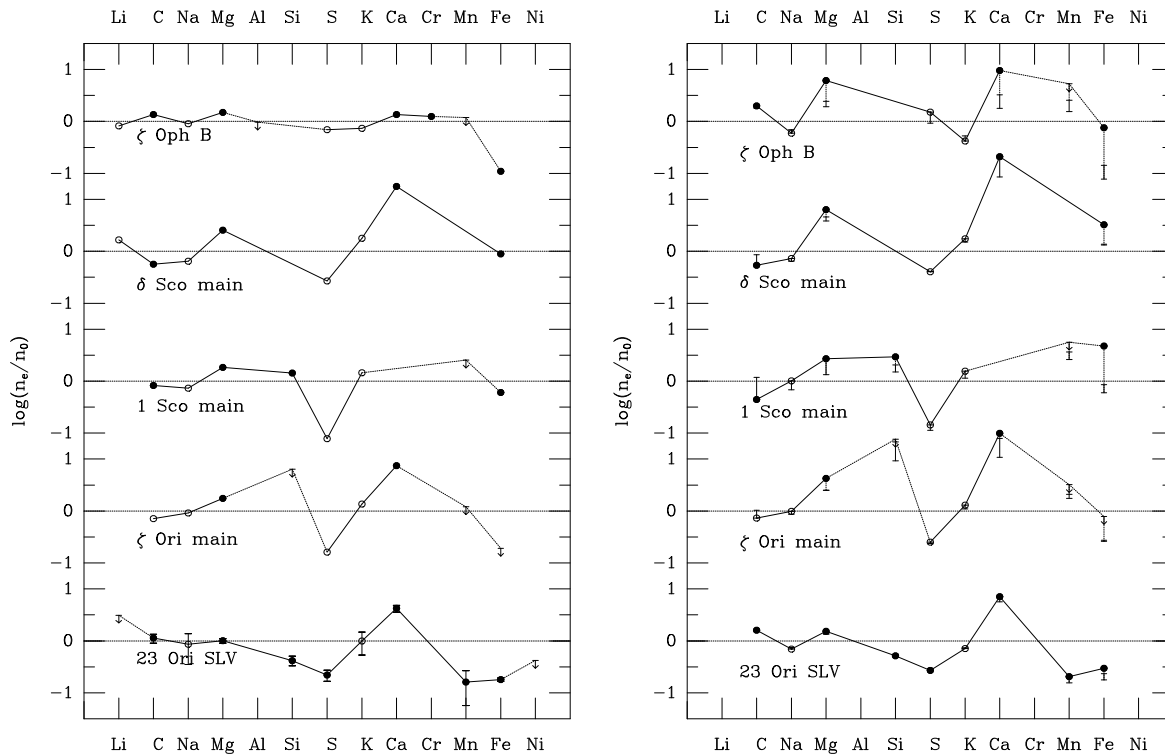 Li C Na Mg Al Si S K Ca Cr Mn Fe Ni
1
0
ζ Oph B
−1
1
0
δ Sco main
−1
1
0
1 Sco main
−1
1
0
ζ Ori main
−1
1
0
23 Ori SLV
−1
log(n_e/n_0)
Li C Na Mg Al Si S K Ca Cr Mn Fe Ni
Li C Na Mg Al Si S K Ca Cr Mn Fe Ni
1
0
ζ Oph B
−1
1
0
δ Sco main
−1
1
0
1 Sco main
−1
1
0
ζ Ori main
−1
1
0
23 Ori SLV
−1
log(n_e/n_0)
Li C Na Mg Al Si S K Ca Cr Mn Fe Ni